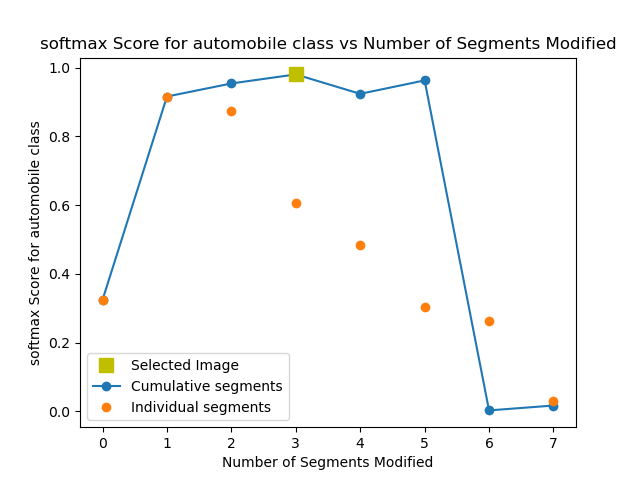 softmax Score for automobile class vs Number of Segments Modified
softmax Score for automobile class
1.0
0.8
0.6
0.4
0.2
0.0
Selected Image
Cumulative segments
Individual segments
0 1 2 3 4 5 6 7
Number of Segments Modified